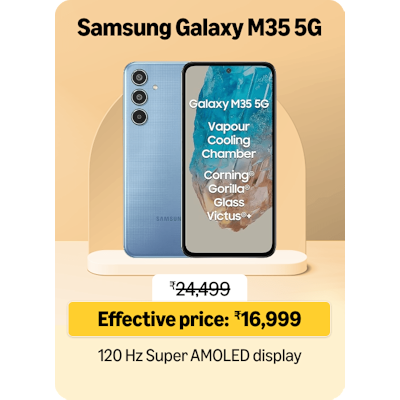 Samsung Galaxy M35 5G
SAMSUNG
Galaxy M35 5G
Vapour
Cooling
Chamber
Corning®
Gorilla®
Glass
Victus®+
₹24,499
Effective price: ₹16,999
120 Hz Super AMOLED display